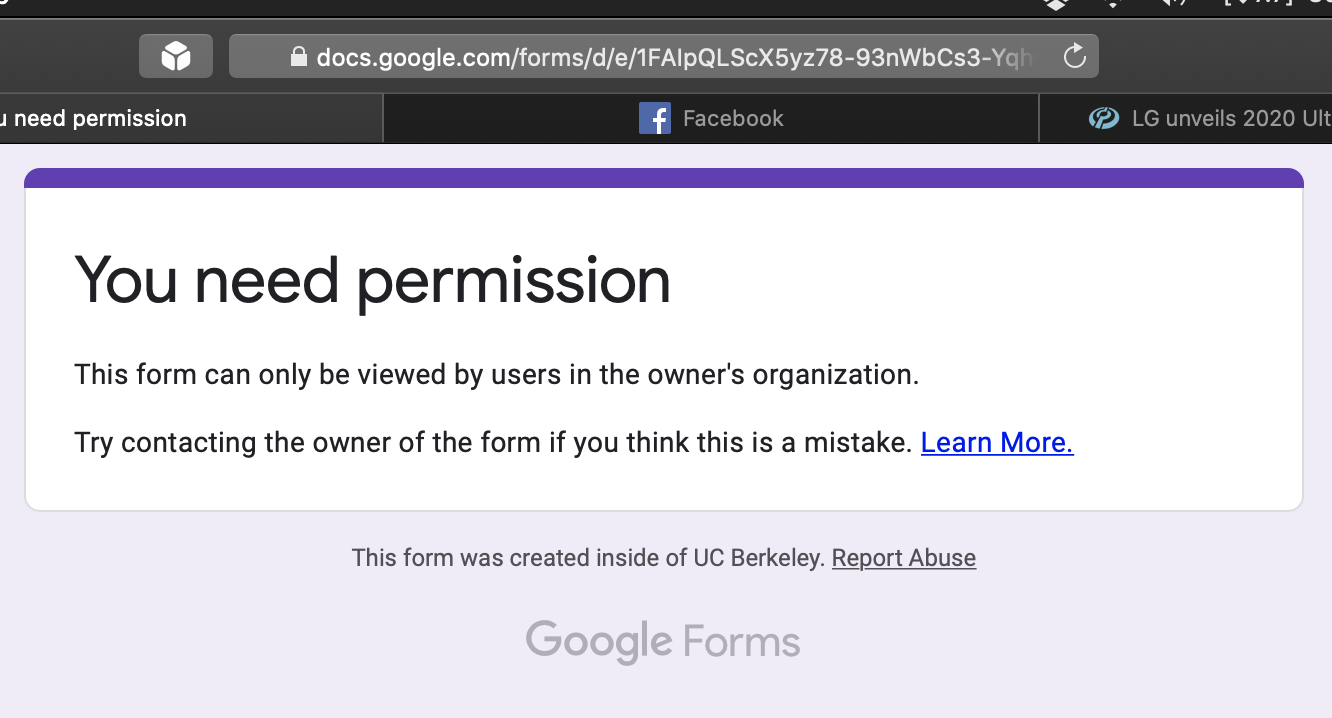 docs.google.com/forms/d/e/1FAIpQLScX5yz78-93nWbCs3-Yqh
need permission
Facebook
LG unveils 2020 Ult
You need permission
This form can only be viewed by users in the owner's organization.
Try contacting the owner of the form if you think this is a mistake. Learn More.
This form was created inside of UC Berkeley. Report Abuse
Google Forms